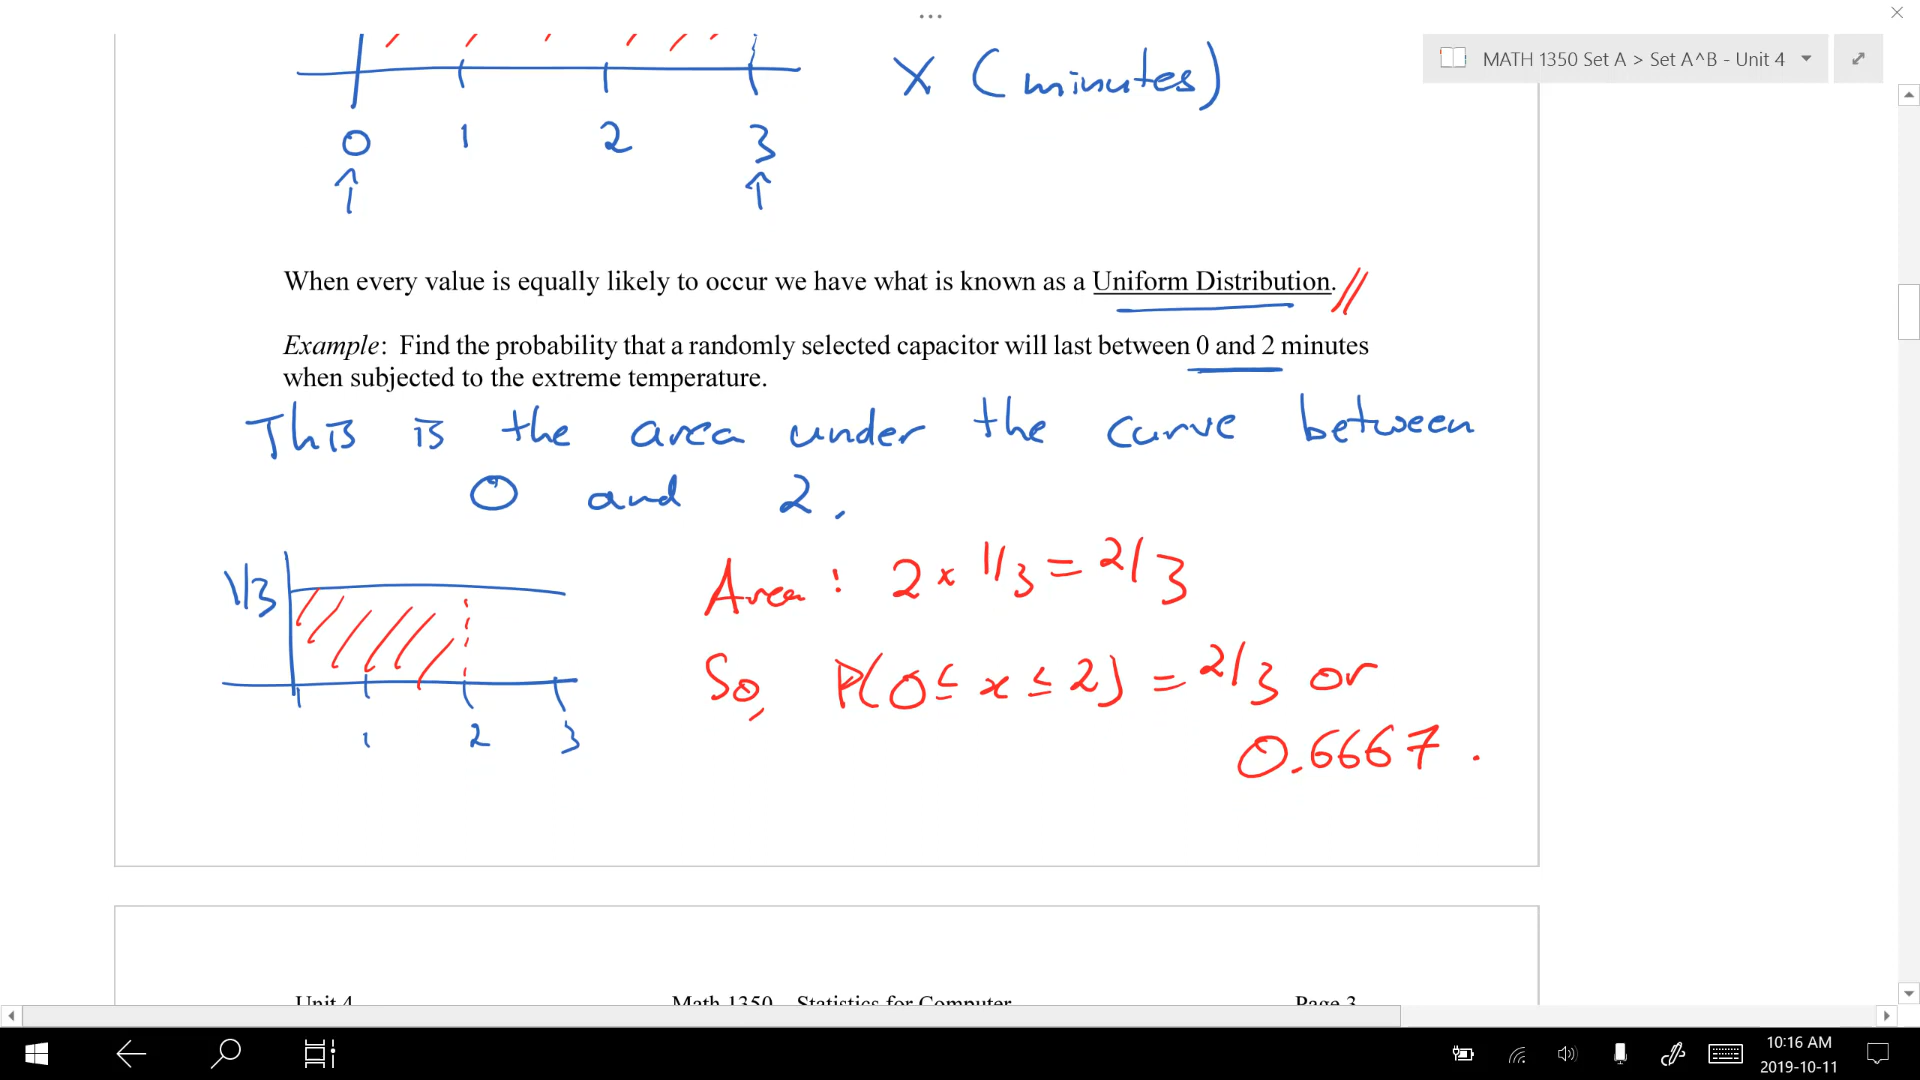 MATH 1350 Set A > Set A^B - Unit 4
X (minutes)
0 1 2 3
When every value is equally likely to occur we have what is known as a Uniform Distribution.
Example: Find the probability that a randomly selected capacitor will last between 0 and 2 minutes
when subjected to the extreme temperature.
This is the area under the curve between
0 and 2.
1/3
Area : 2 × 1/3 = 2/3
So, P(0 ≤ x ≤ 2) = 2/3 or
0.6667 .
1 2 3
Unit 4 Math 1350 Statistics for Computer Page 3
10:16 AM
2019-10-11